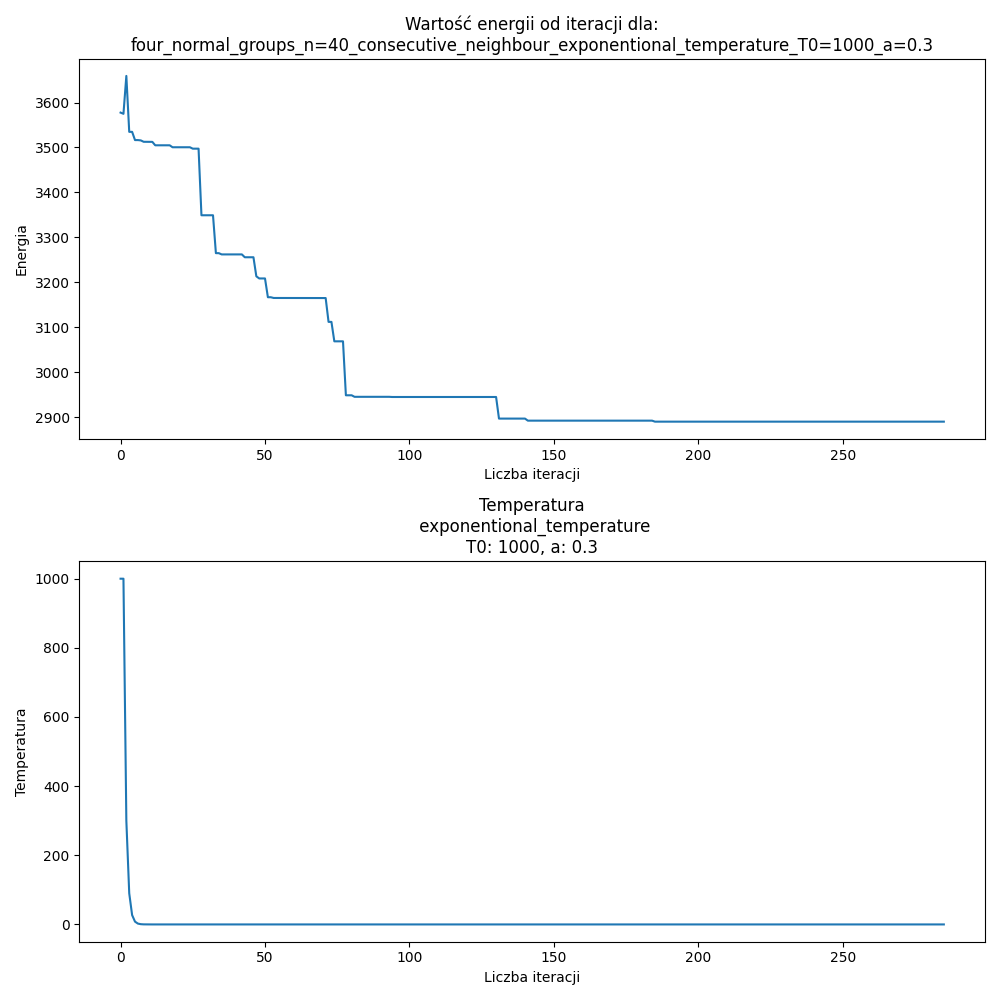 Wartość energii od iteracji dla:
four_normal_groups_n=40_consecutive_neighbour_exponentional_temperature_T0=1000_a=0.3
3600
3500
3400
3300
3200
3100
3000
2900
Energia
0 50 100 150 200 250
Liczba iteracji
Temperatura
exponentional_temperature
T0: 1000, a: 0.3
1000
800
600
400
200
0
Temperatura
0 50 100 150 200 250
Liczba iteracji